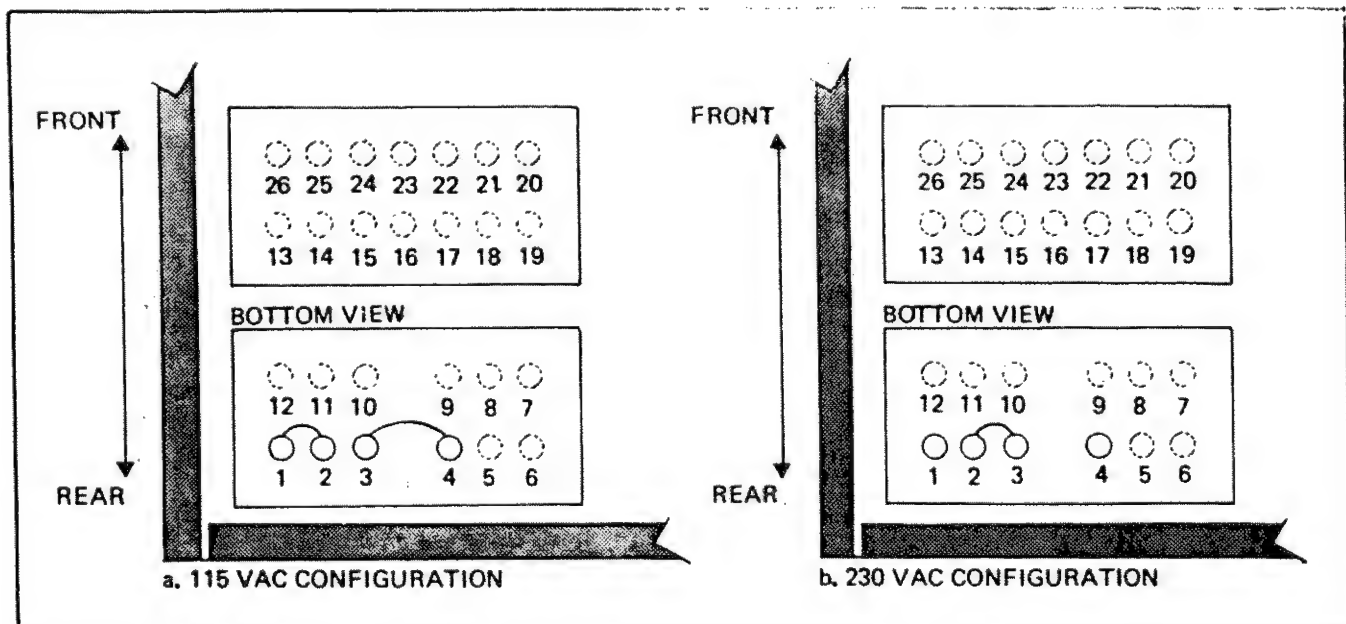 FRONT
26 25 24 23 22 21 20
13 14 15 16 17 18 19
BOTTOM VIEW
12 11 10 9 8 7
1 2 3 4 5 6
REAR
a. 115 VAC CONFIGURATION
FRONT
26 25 24 23 22 21 20
13 14 15 16 17 18 19
BOTTOM VIEW
12 11 10 9 8 7
1 2 3 4 5 6
REAR
b. 230 VAC CONFIGURATION